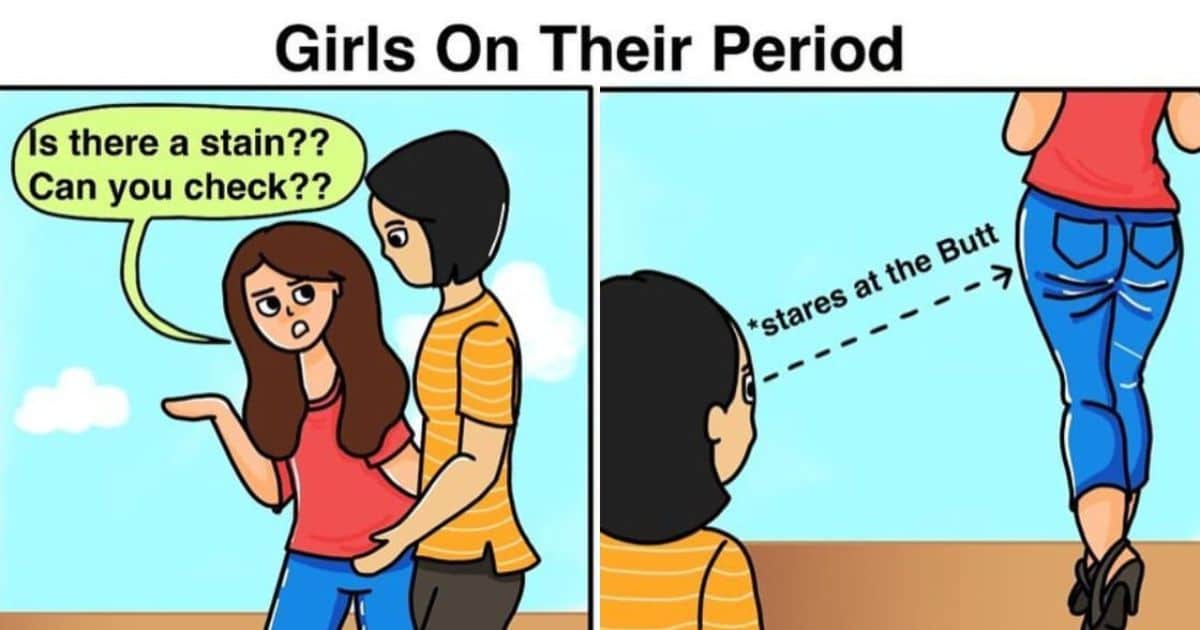 Girls On Their Period
Is there a stain??
Can you check??
*stares at the Butt